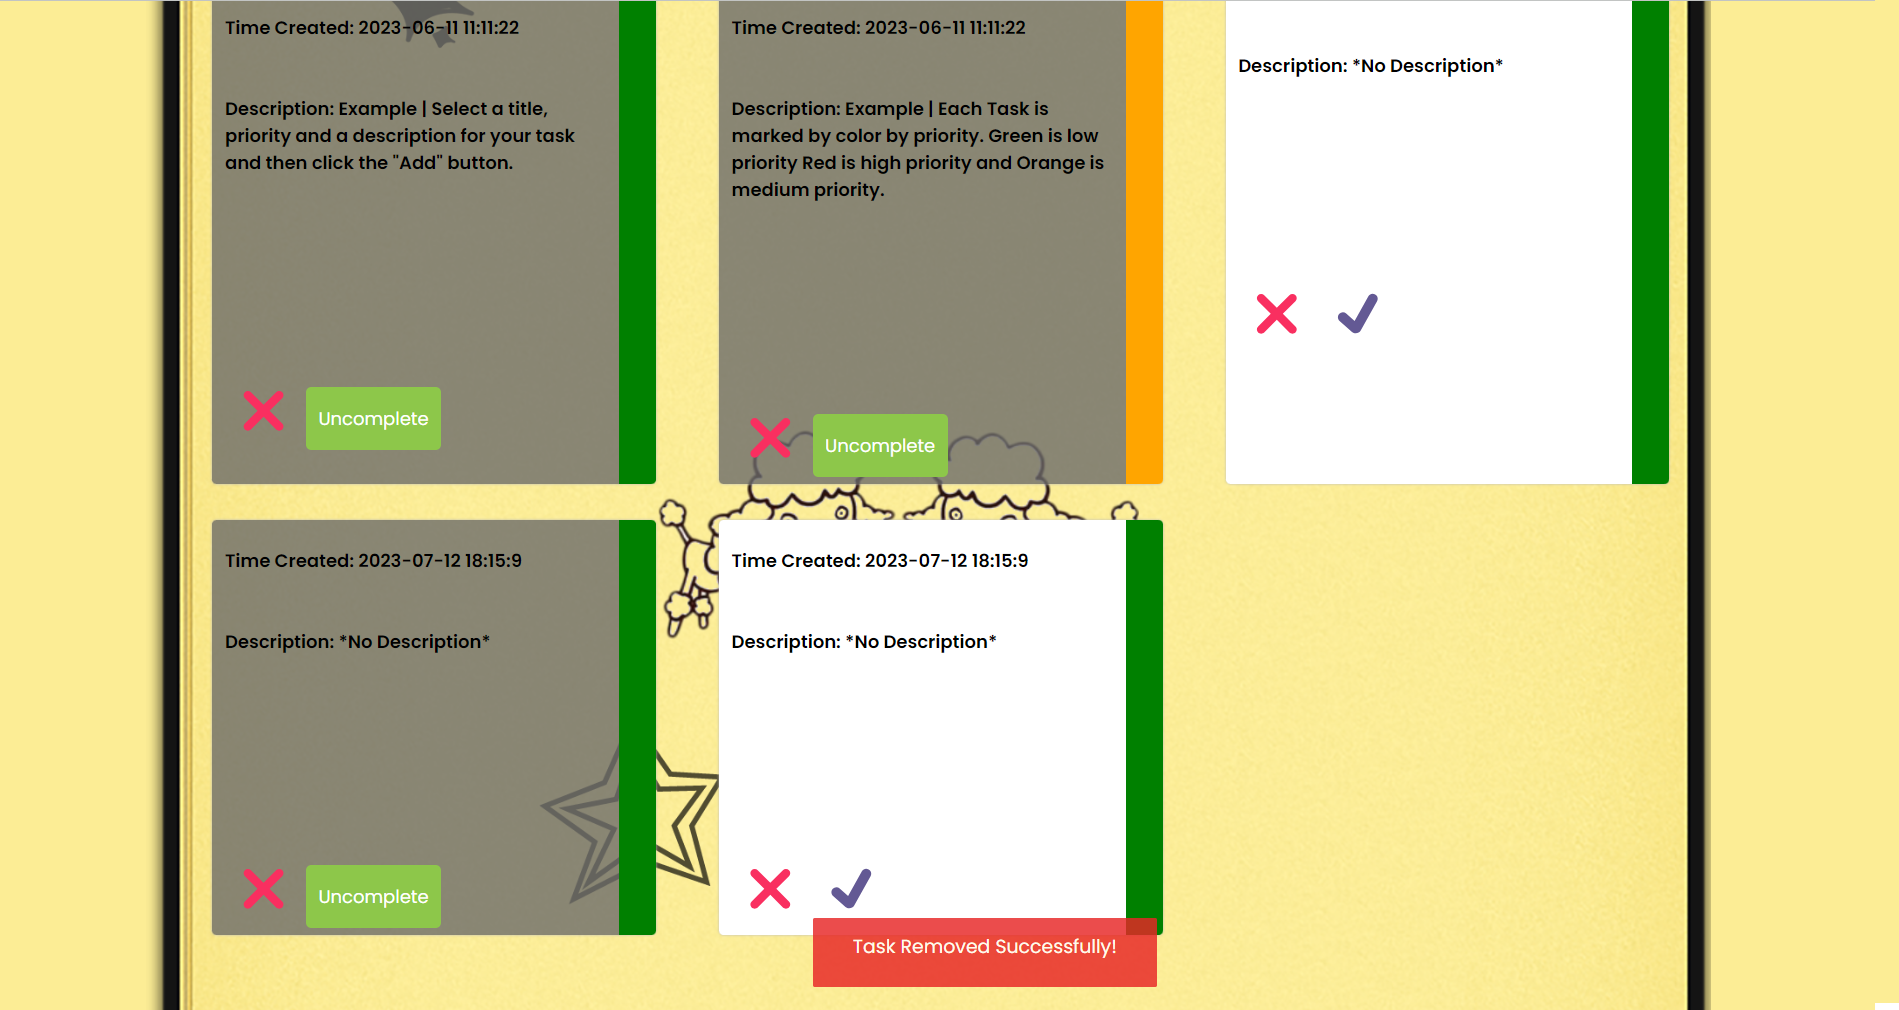 Time Created: 2023-06-11 11:11:22
Description: Example | Select a title,
priority and a description for your task
and then click the "Add" button.
Uncomplete
Time Created: 2023-06-11 11:11:22
Description: Example | Each Task is
marked by color by priority. Green is low
priority Red is high priority and Orange is
medium priority.
Uncomplete
Description: *No Description*
Time Created: 2023-07-12 18:15:9
Description: *No Description*
Uncomplete
Time Created: 2023-07-12 18:15:9
Description: *No Description*
Task Removed Successfully!